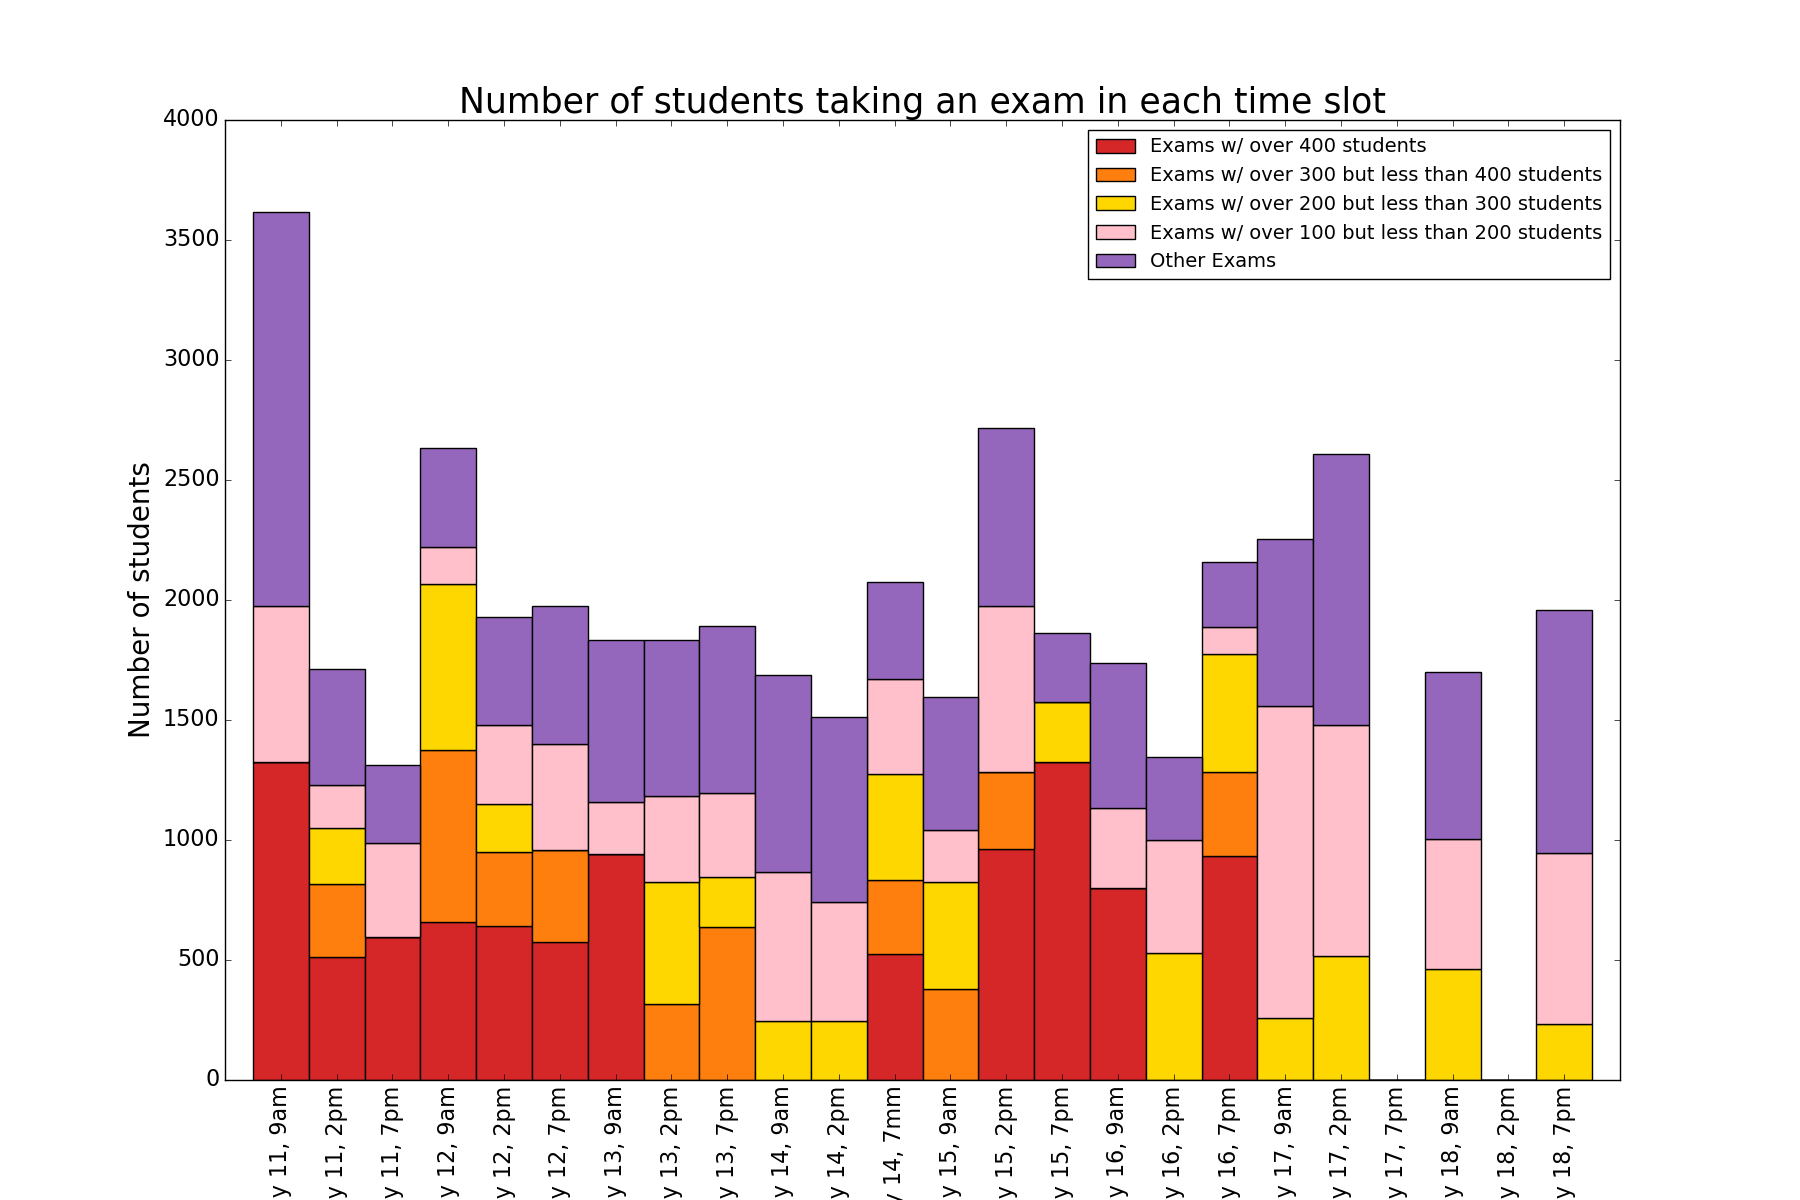 Number of students taking an exam in each time slot
4000
3500
3000
2500
2000
1500
1000
500
0
Number of students
Exams w/ over 400 students
Exams w/ over 300 but less than 400 students
Exams w/ over 200 but less than 300 students
Exams w/ over 100 but less than 200 students
Other Exams
y 11, 9am
y 11, 2pm
y 11, 7pm
y 12, 9am
y 12, 2pm
y 12, 7pm
y 13, 9am
y 13, 2pm
y 13, 7pm
y 14, 9am
y 14, 2pm
y 14, 7mm
y 15, 9am
y 15, 2pm
y 15, 7pm
y 16, 9am
y 16, 2pm
y 16, 7pm
y 17, 9am
y 17, 2pm
y 17, 7pm
y 18, 9am
y 18, 2pm
y 18, 7pm